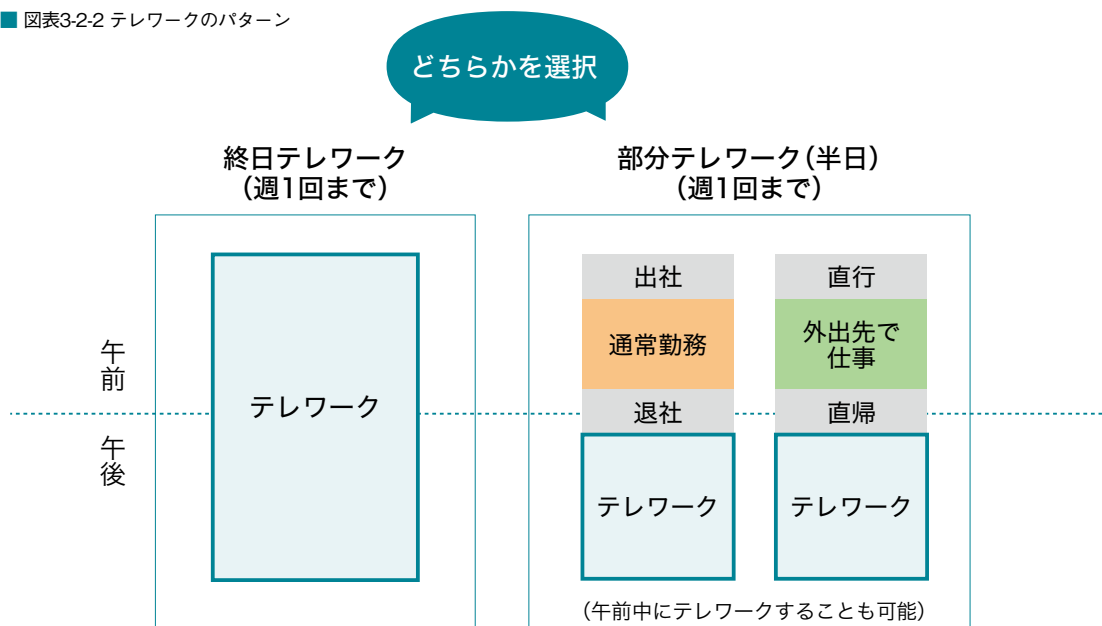 ■ 図表3-2-2 テレワークのパターン
どちらかを選択
終日テレワーク
（週1回まで）
部分テレワーク（半日）
（週1回まで）
午前
午後
テレワーク
出社
通常勤務
退社
テレワーク
直行
外出先で
仕事
直帰
テレワーク
（午前中にテレワークすることも可能）